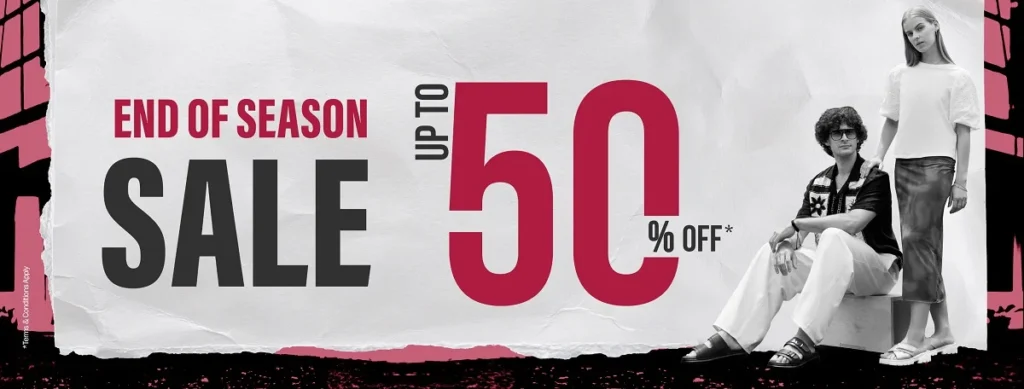 END OF SEASON
SALE
UP TO
50
% OFF*
*Terms & Conditions Apply